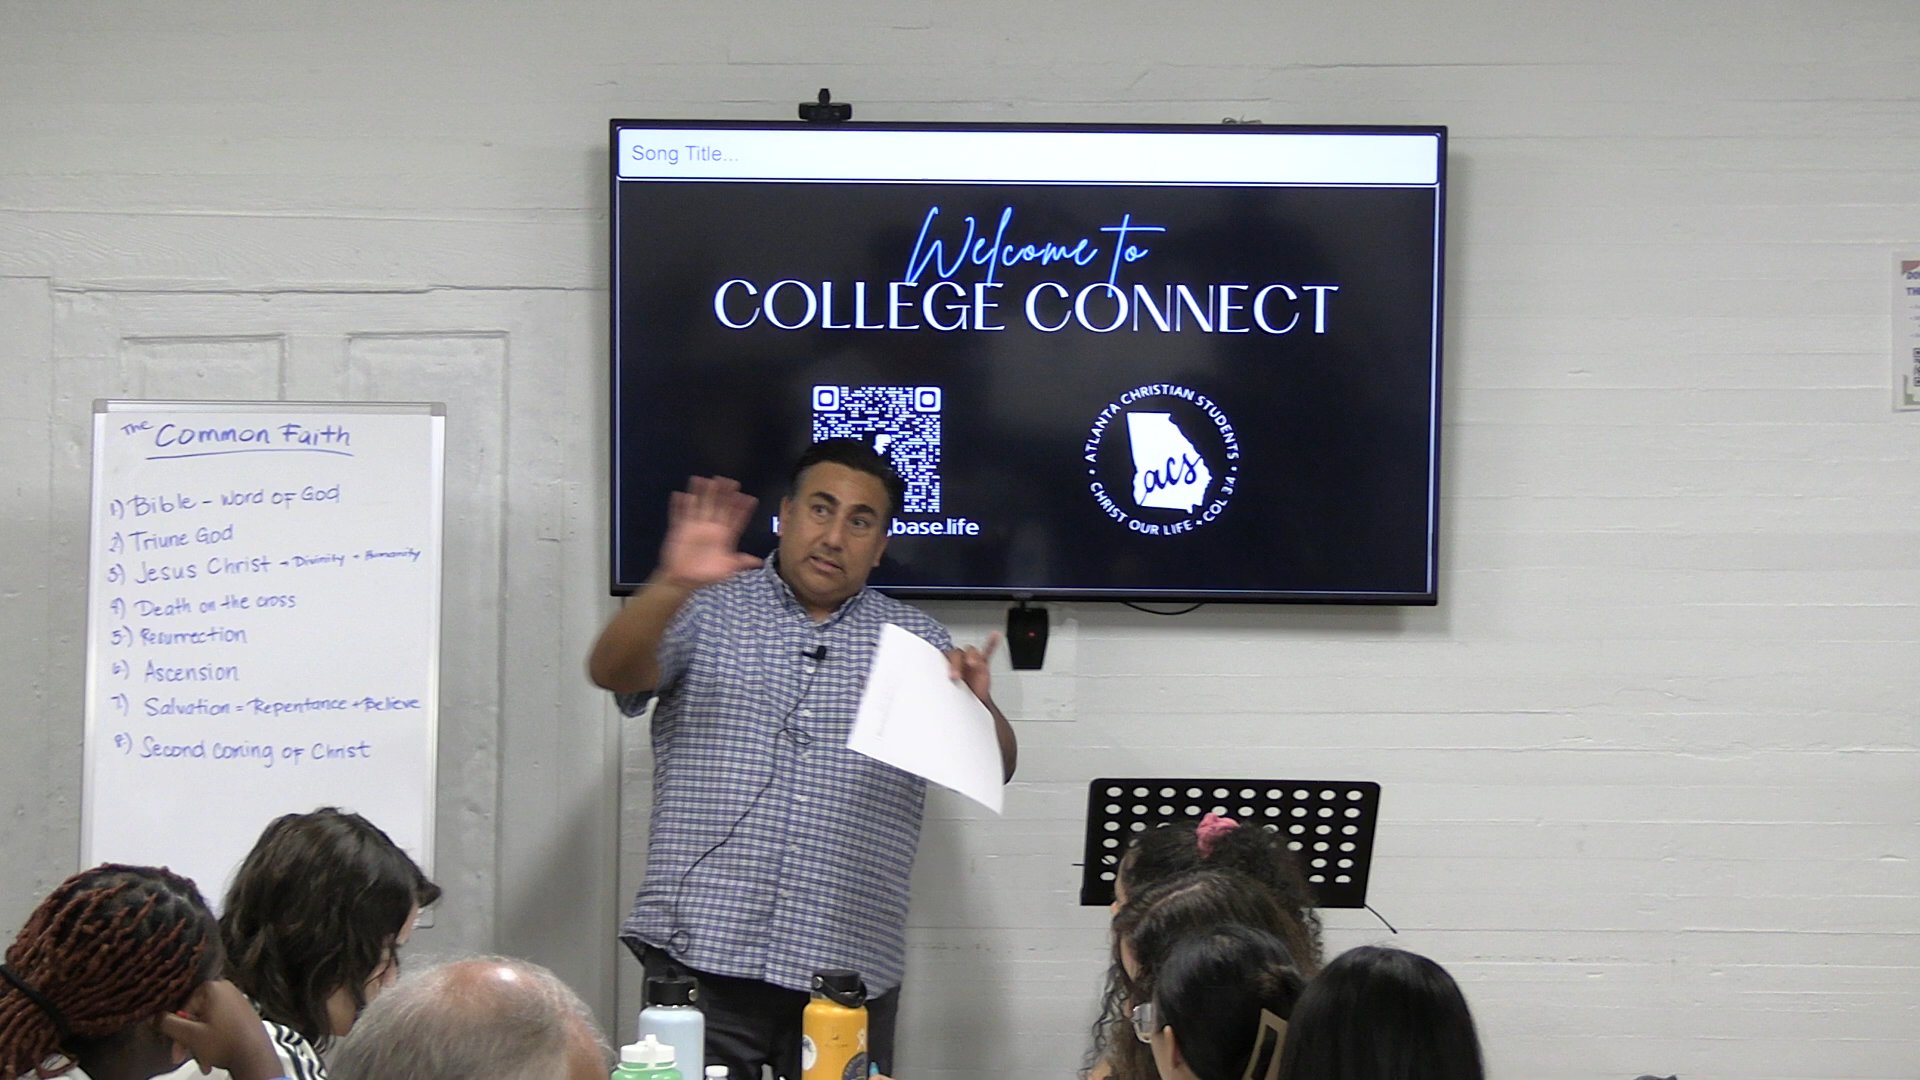 Song Title...
Welcome to
COLLEGE CONNECT
base.life
• ATLANTA CHRISTIAN STUDENTS •
acs
CHRIST OUR LIFE • COL 3:4
The Common Faith
1) Bible - Word of God
2) Triune God
3) Jesus Christ → Divinity + Humanity
4) Death on the cross
5) Resurrection
6) Ascension
7) Salvation = Repentance + Believe
8) Second Coming of Christ